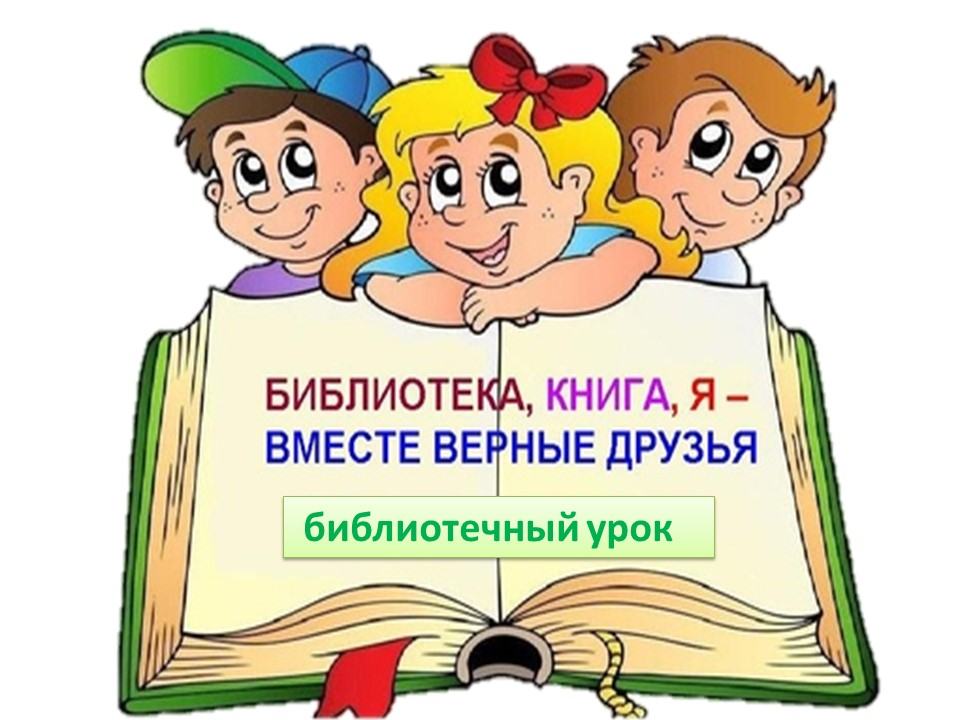 БИБЛИОТЕКА, КНИГА, Я –
ВМЕСТЕ ВЕРНЫЕ ДРУЗЬЯ
библиотечный урок